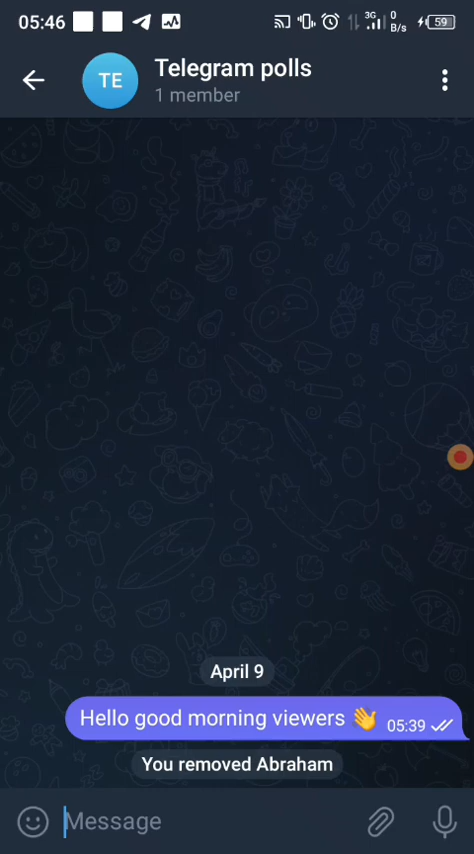 05:46
3G
0
B/s
59
TE
Telegram polls
1 member
April 9
Hello good morning viewers 👋 05:39
You removed Abraham
Message